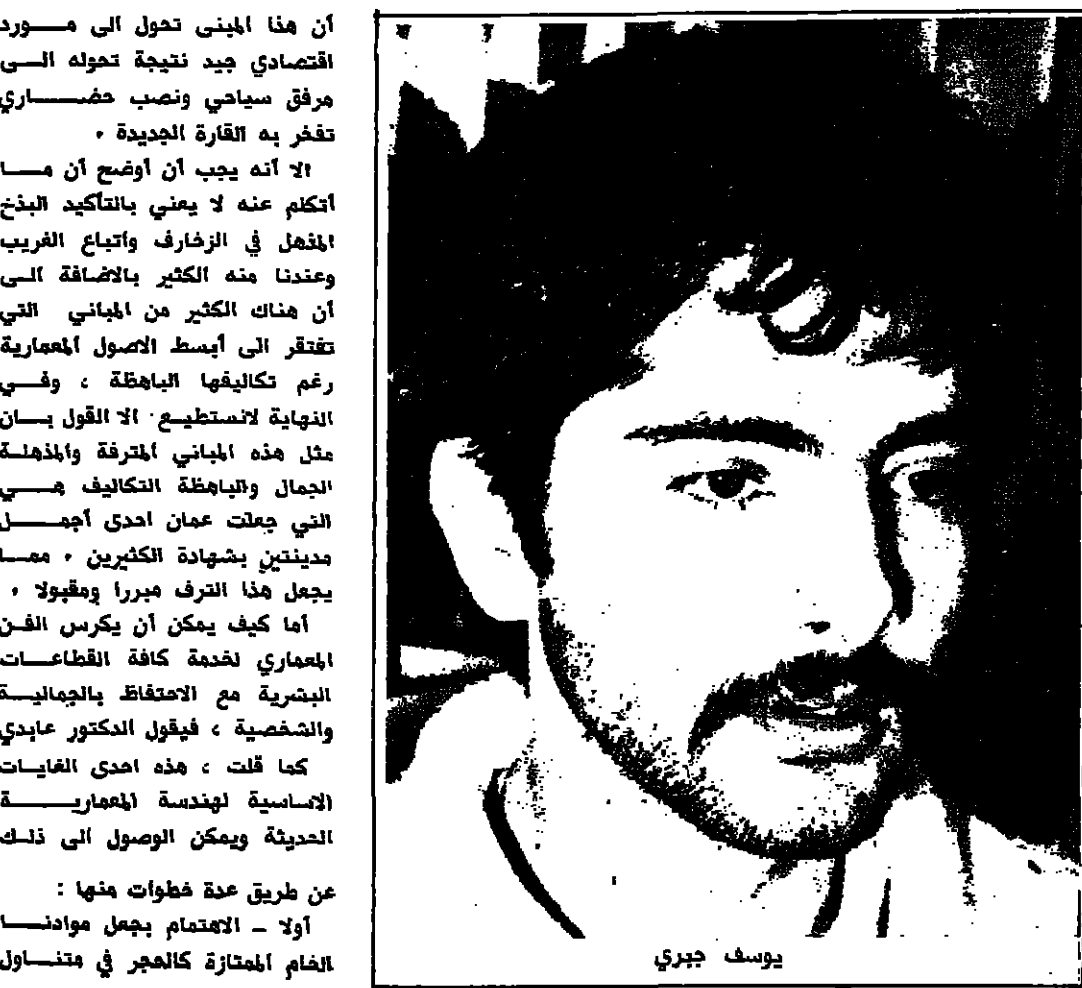 أن هذا المبنى تحول الى مورد
اقتصادي جيد نتيجة تحوله الى
مرفق سياحي ونصب حضاري
تفخر به القارة الجديدة .
الا أنه يجب أن أوضح أن ما
أتكلم عنه لا يعني بالتأكيد البذخ
المذهل في الزخارف واتباع الغريب
وعندنا منه الكثير بالاضافة الى
أن هناك الكثير من المباني التي
تفتقر الى أبسط الاصول المعمارية
رغم تكاليفها الباهظة ، وفي
النهاية لانستطيع الا القول بان
مثل هذه المباني المترفة والمذهلة
الجمال والباهظة التكاليف هي
التي جعلت عمان احدى أجمل
مدينتين بشهادة الكثيرين . مما
يجعل هذا الترف مبررا ومقبولا .
أما كيف يمكن أن يكرس الفن
المعماري لخدمة كافة القطاعات
البشرية مع الاحتفاظ بالجمالية
والشخصية ، فيقول الدكتور عابدي
كما قلت ، هذه احدى الغايات
الاساسية لهندسة المعمارية
الحديثة ويمكن الوصول الى ذلك
عن طريق عدة خطوات منها :
أولا – الاهتمام بجعل موادنا
الخام الممتازة كالحجر في متناول
يوسف جبري